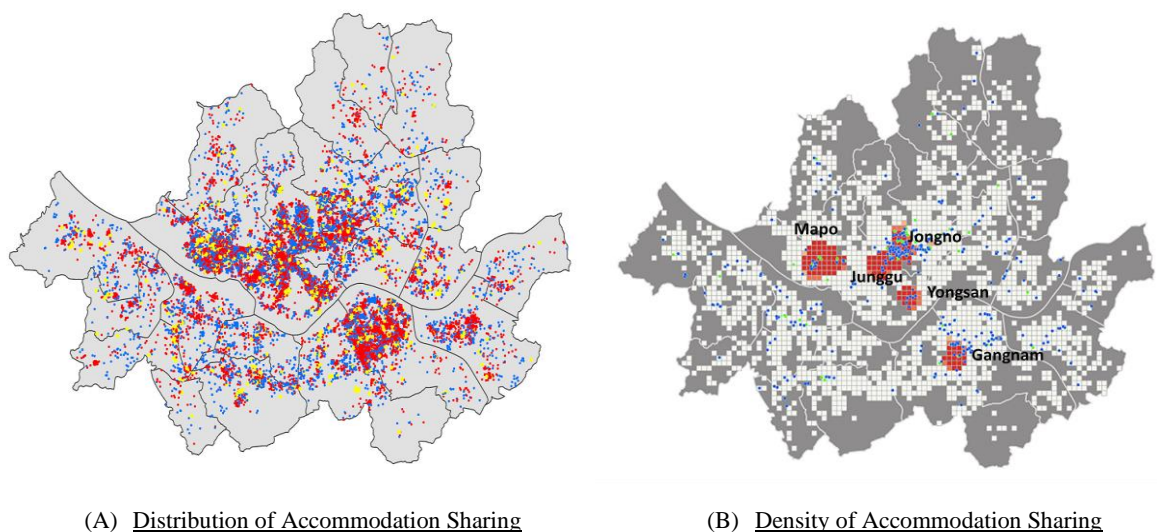 Mapo
Jongno
Junggu
Yongsan
Gangnam
(A) Distribution of Accommodation Sharing
(B) Density of Accommodation Sharing